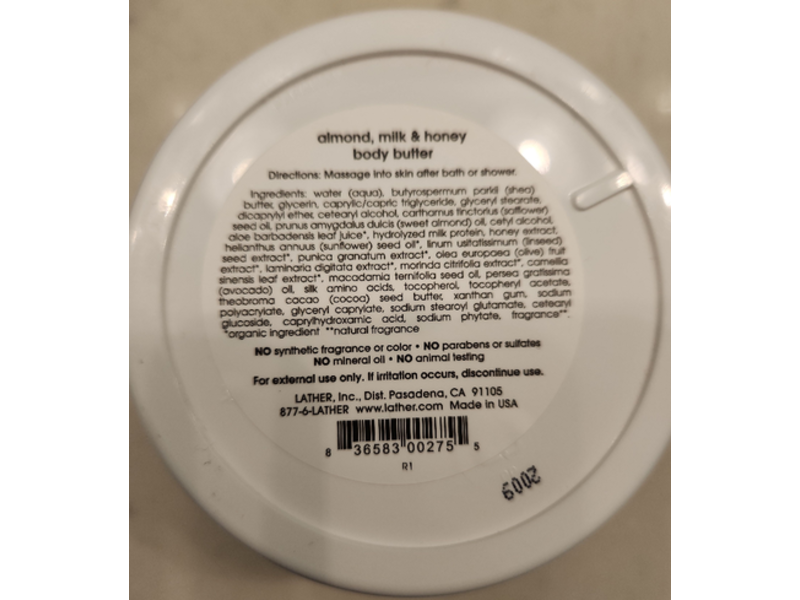 almond, milk & honey
body butter
Directions: Massage into skin after bath or shower.
Ingredients: water (aqua), butyrospermum parkii (shea)
butter, glycerin, caprylic/capric triglyceride, glyceryl stearate,
dicaprylyl ether, cetearyl alcohol, carthamus tinctorius (safflower)
seed oil, prunus amygdalus dulcis (sweet almond) oil, cetyl alcohol,
aloe barbadensis leaf juice*, hydrolyzed milk protein, honey extract,
helianthus annuus (sunflower) seed oil*, linum usitatissimum (linseed)
seed extract*, punica granatum extract*, olea europaea (olive) fruit
extract*, laminaria digitata extract*, morinda citrifolia extract*, camellia
sinensis leaf extract*, macadamia ternifolia seed oil, persea gratissima
(avocado) oil, silk amino acids, tocopherol, tocopheryl acetate,
theobroma cacao (cocoa) seed butter, xanthan gum, sodium
polyacrylate, glyceryl caprylate, sodium stearoyl glutamate, cetearyl
glucoside, caprylhydroxamic acid, sodium phytate, fragrance**.
*organic ingredient **natural fragrance
NO synthetic fragrance or color • NO parabens or sulfates
NO mineral oil • NO animal testing
For external use only. If irritation occurs, discontinue use.
LATHER, Inc., Dist. Pasadena, CA 91105
877-6-LATHER www.lather.com Made in USA
8 36583 00275 5
R1
2009